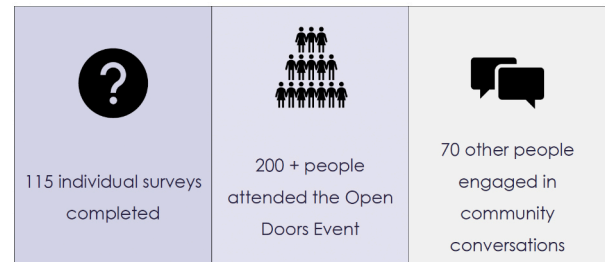 115 individual surveys
completed
200 + people
attended the Open
Doors Event
70 other people
engaged in
community
conversations